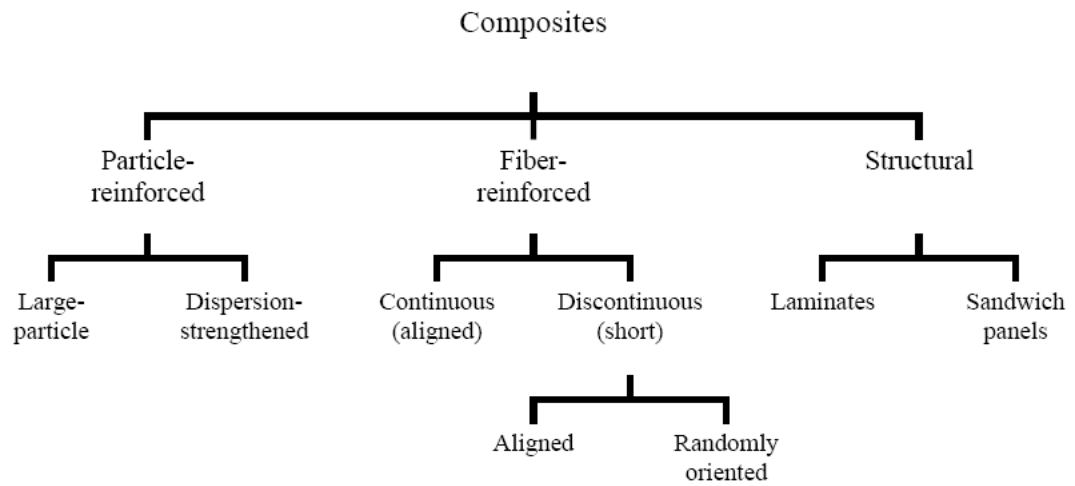 Composites
Particle-
reinforced
Fiber-
reinforced
Structural
Large-
particle
Dispersion-
strengthened
Continuous
(aligned)
Discontinuous
(short)
Laminates
Sandwich
panels
Aligned
Randomly
oriented